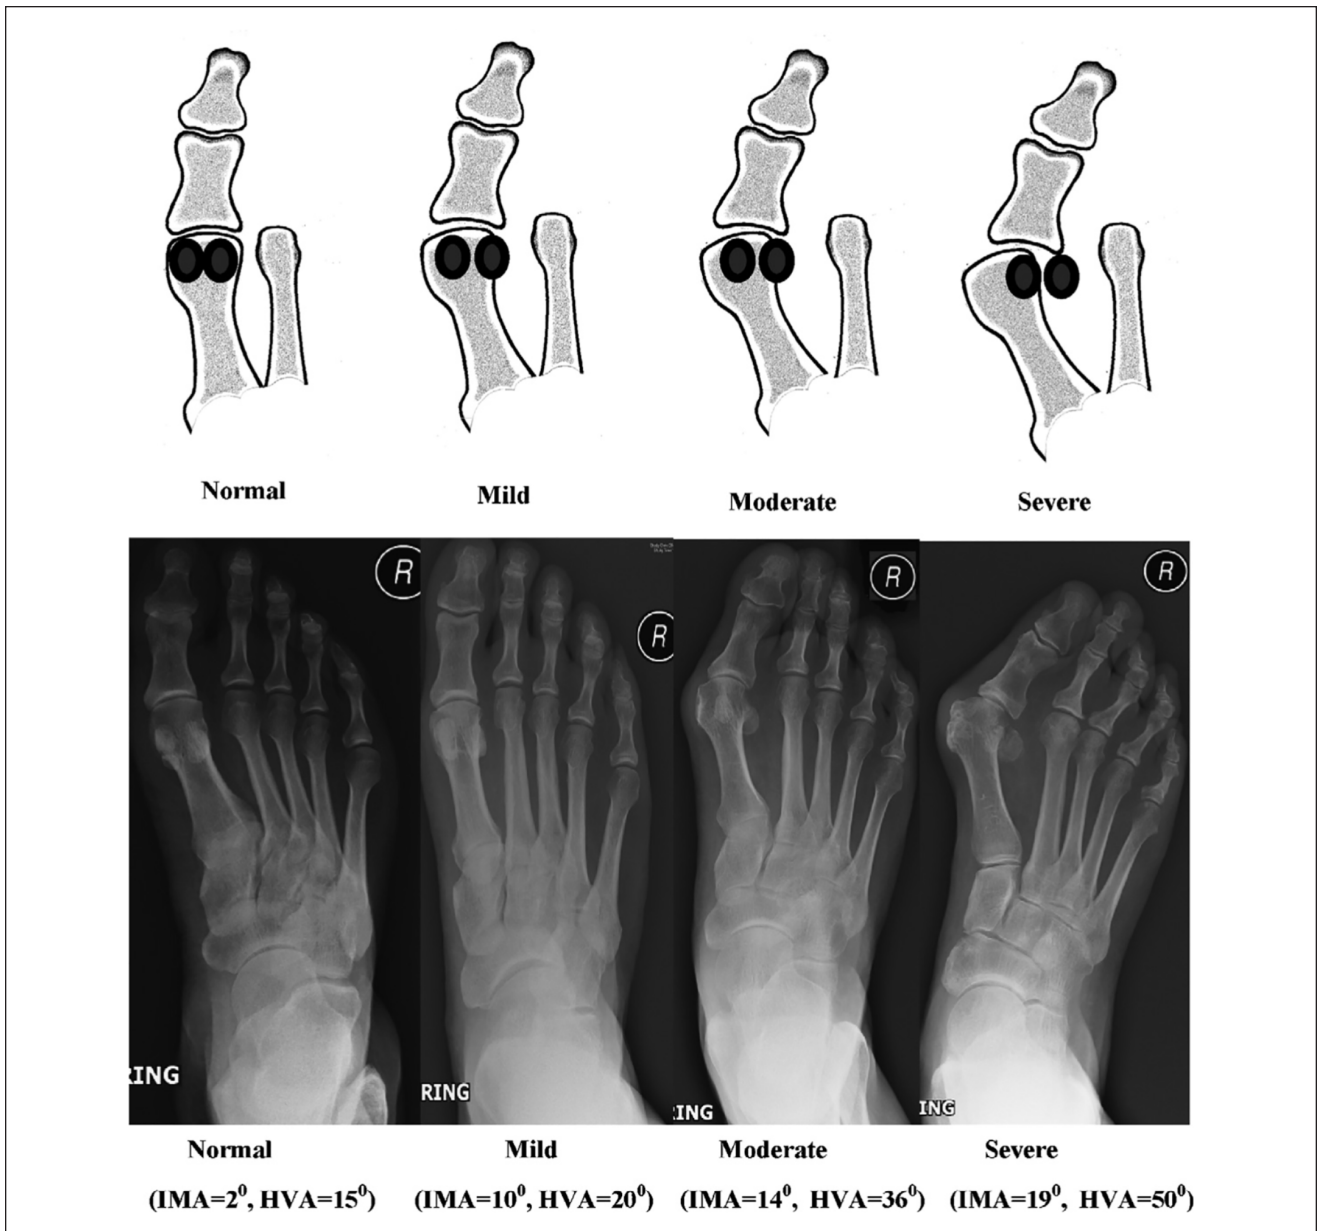 Normal
Mild
Moderate
Severe
R
R
R
R
RING
RING
ING
ING
Normal
Mild
Moderate
Severe
(IMA=2⁰, HVA=15⁰)
(IMA=10⁰, HVA=20⁰)
(IMA=14⁰, HVA=36⁰)
(IMA=19⁰, HVA=50⁰)